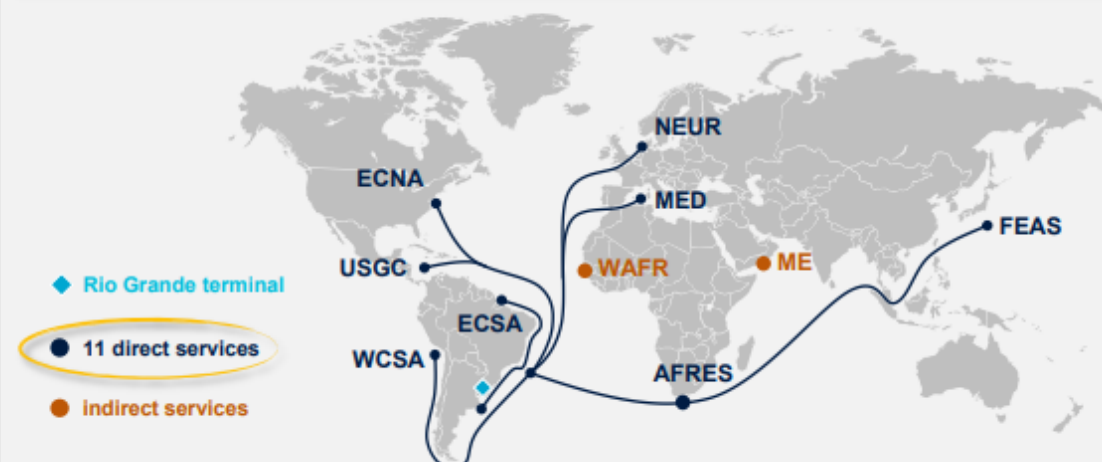 NEUR
ECNA
MED
FEAS
USGC
WAFR
ME
Rio Grande terminal
ECSA
11 direct services
WCSA
AFRES
indirect services